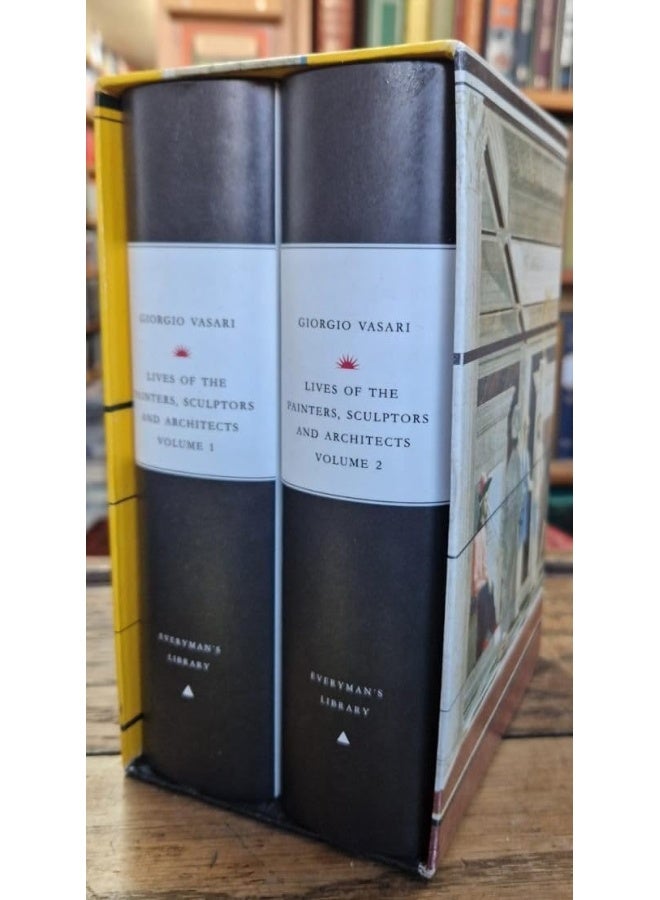 GIORGIO VASARI
LIVES OF THE
PAINTERS, SCULPTORS
AND ARCHITECTS
VOLUME 1
EVERYMAN'S
LIBRARY
GIORGIO VASARI
LIVES OF THE
PAINTERS, SCULPTORS
AND ARCHITECTS
VOLUME 2
EVERYMAN'S
LIBRARY